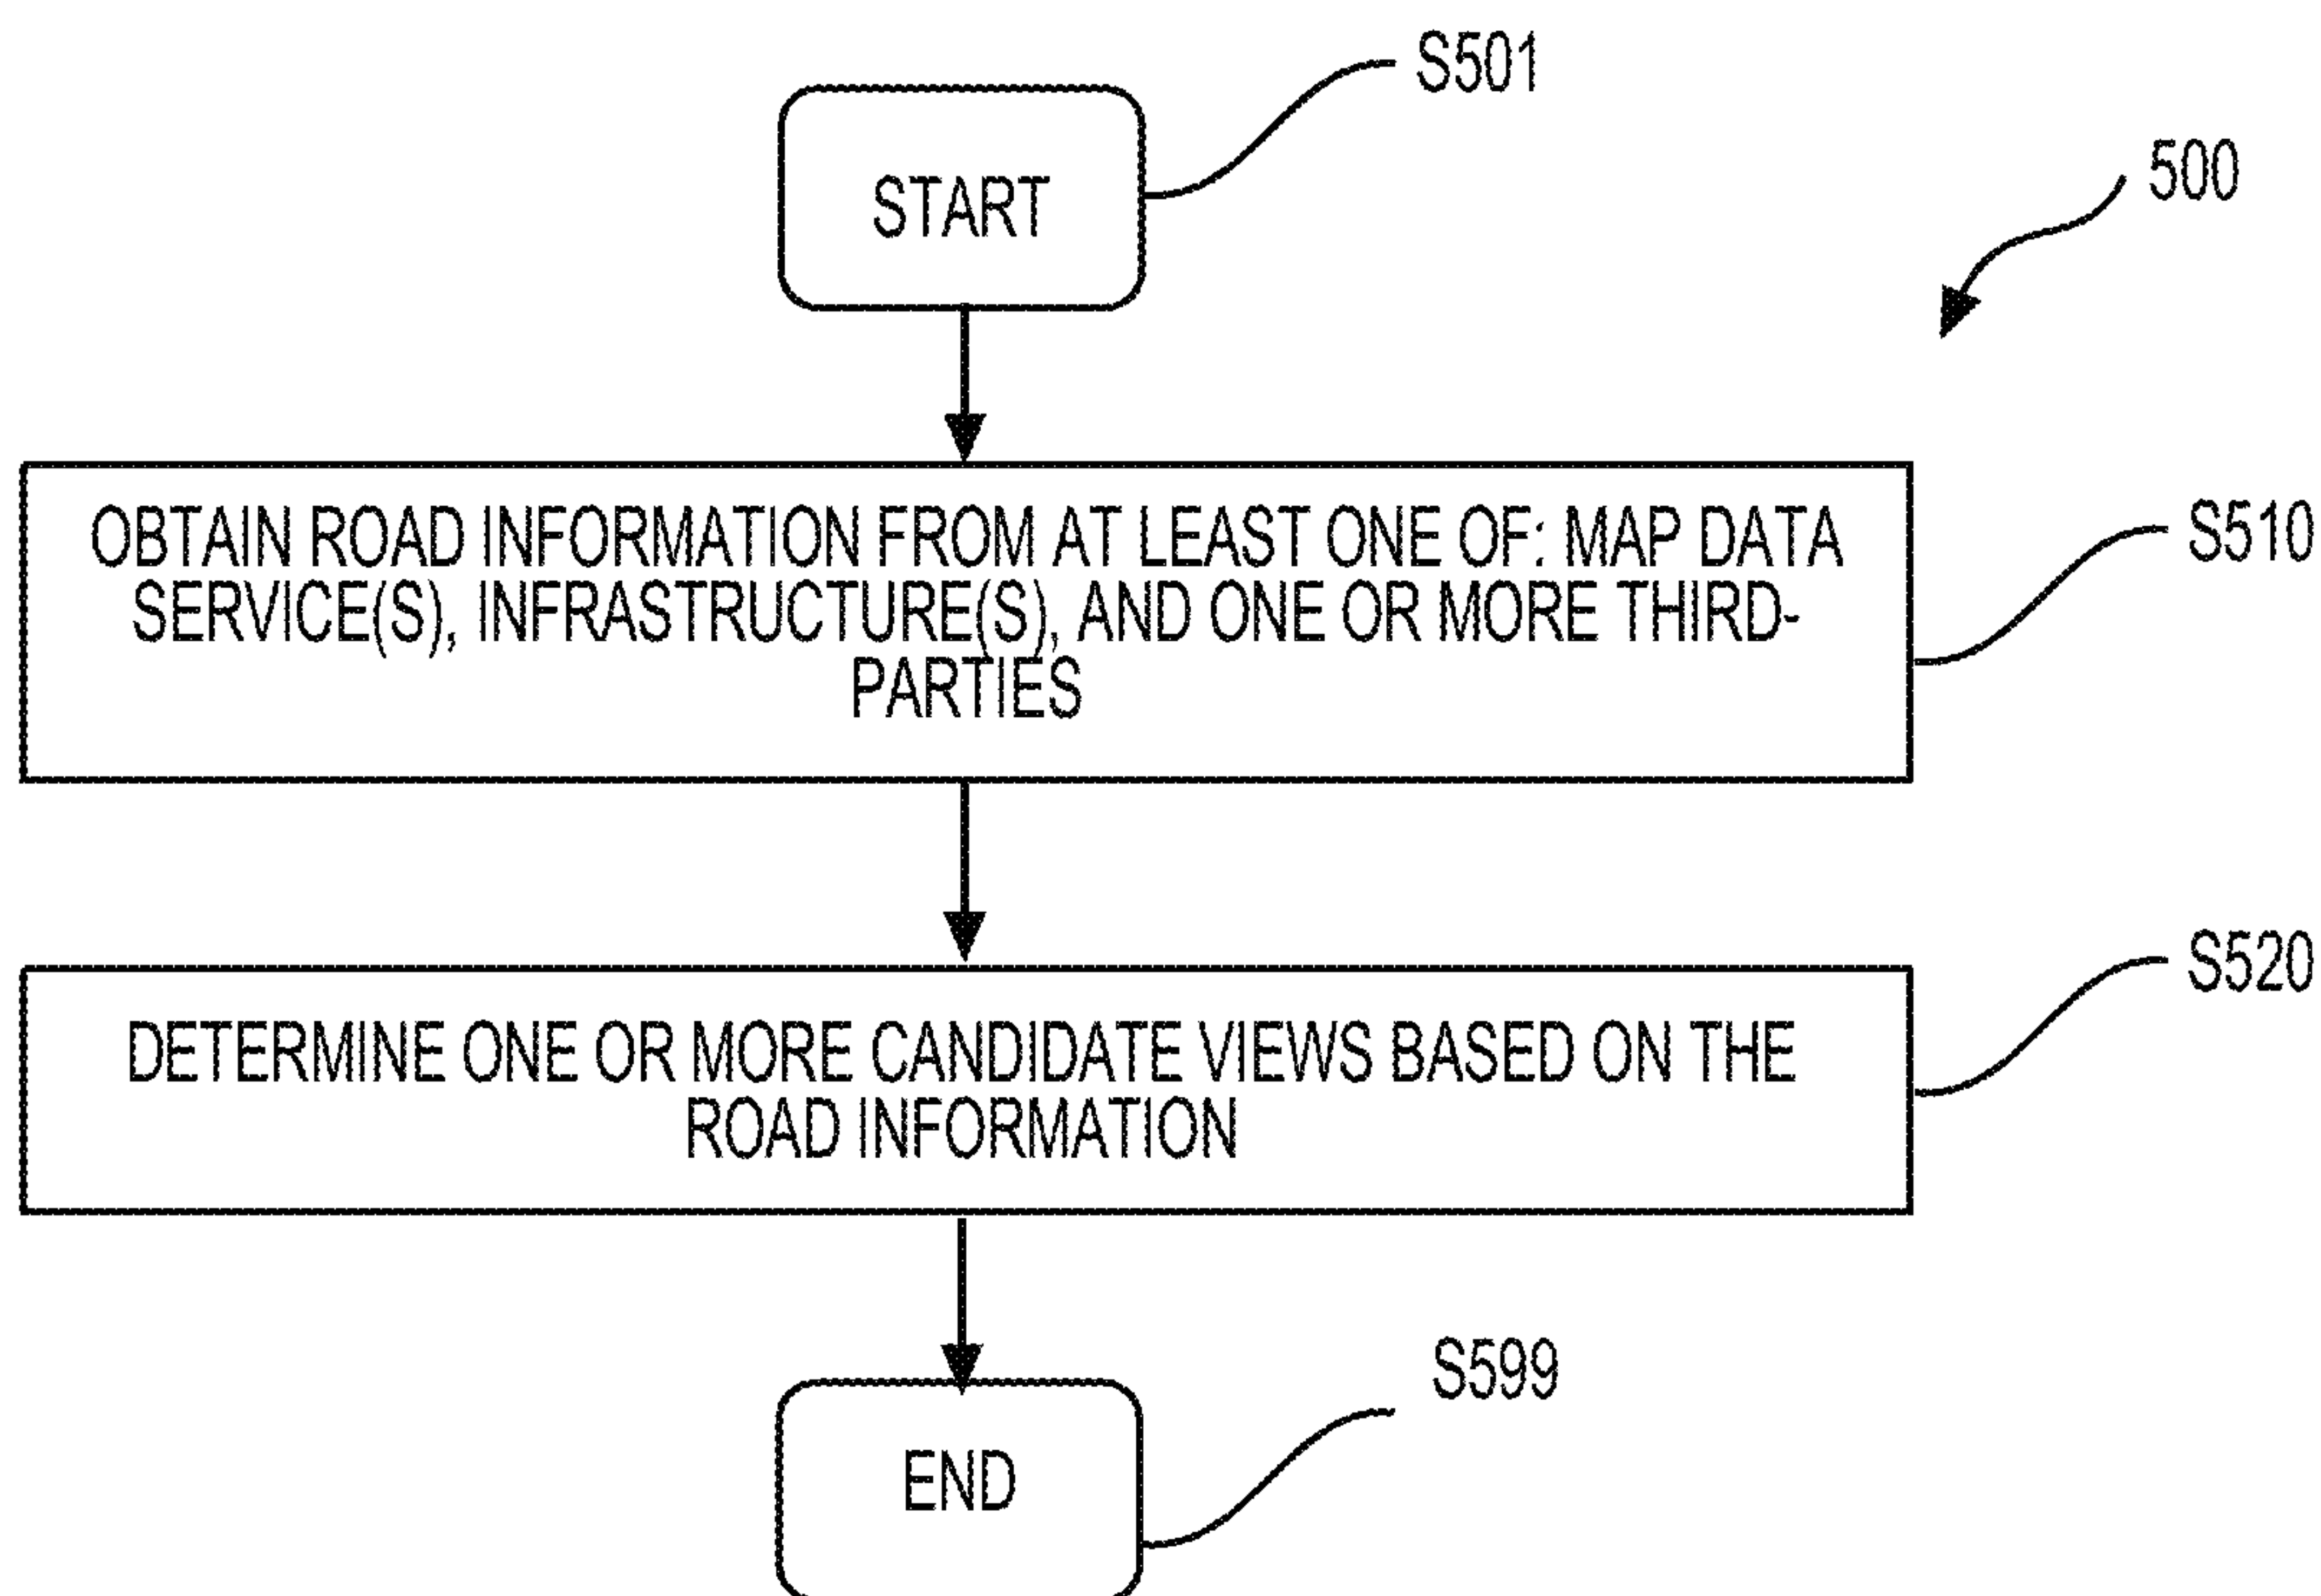 S501
START
500
OBTAIN ROAD INFORMATION FROM AT LEAST ONE OF: MAP DATA
SERVICE(S), INFRASTRUCTURE(S), AND ONE OR MORE THIRD-
PARTIES
S510
S520
DETERMINE ONE OR MORE CANDIDATE VIEWS BASED ON THE
ROAD INFORMATION
S599
END